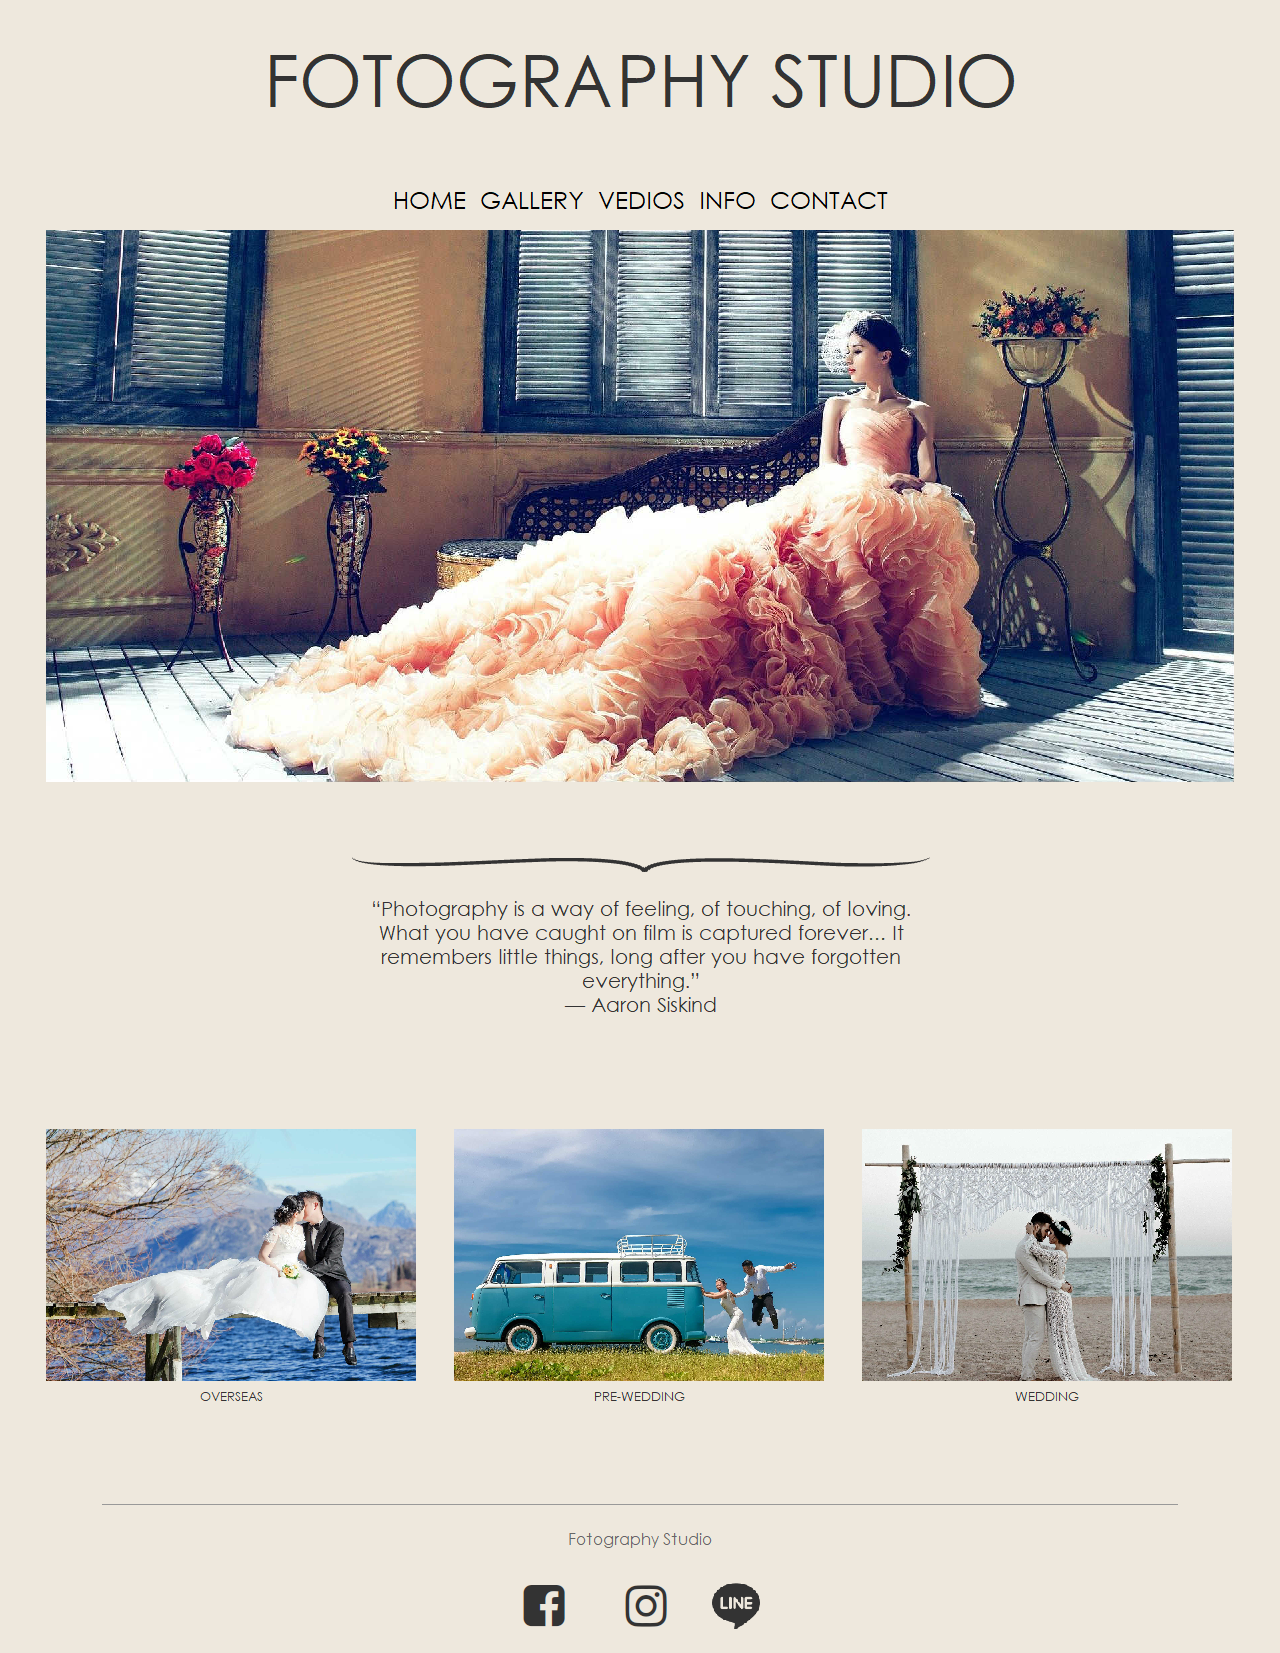 FOTOGRAPHY STUDIO
HOME GALLERY VEDIOS INFO CONTACT
“Photography is a way of feeling, of touching, of loving.
What you have caught on film is captured forever... It
remembers little things, long after you have forgotten
everything.”
— Aaron Siskind
OVERSEAS PRE-WEDDING WEDDING
Fotography Studio
LINE